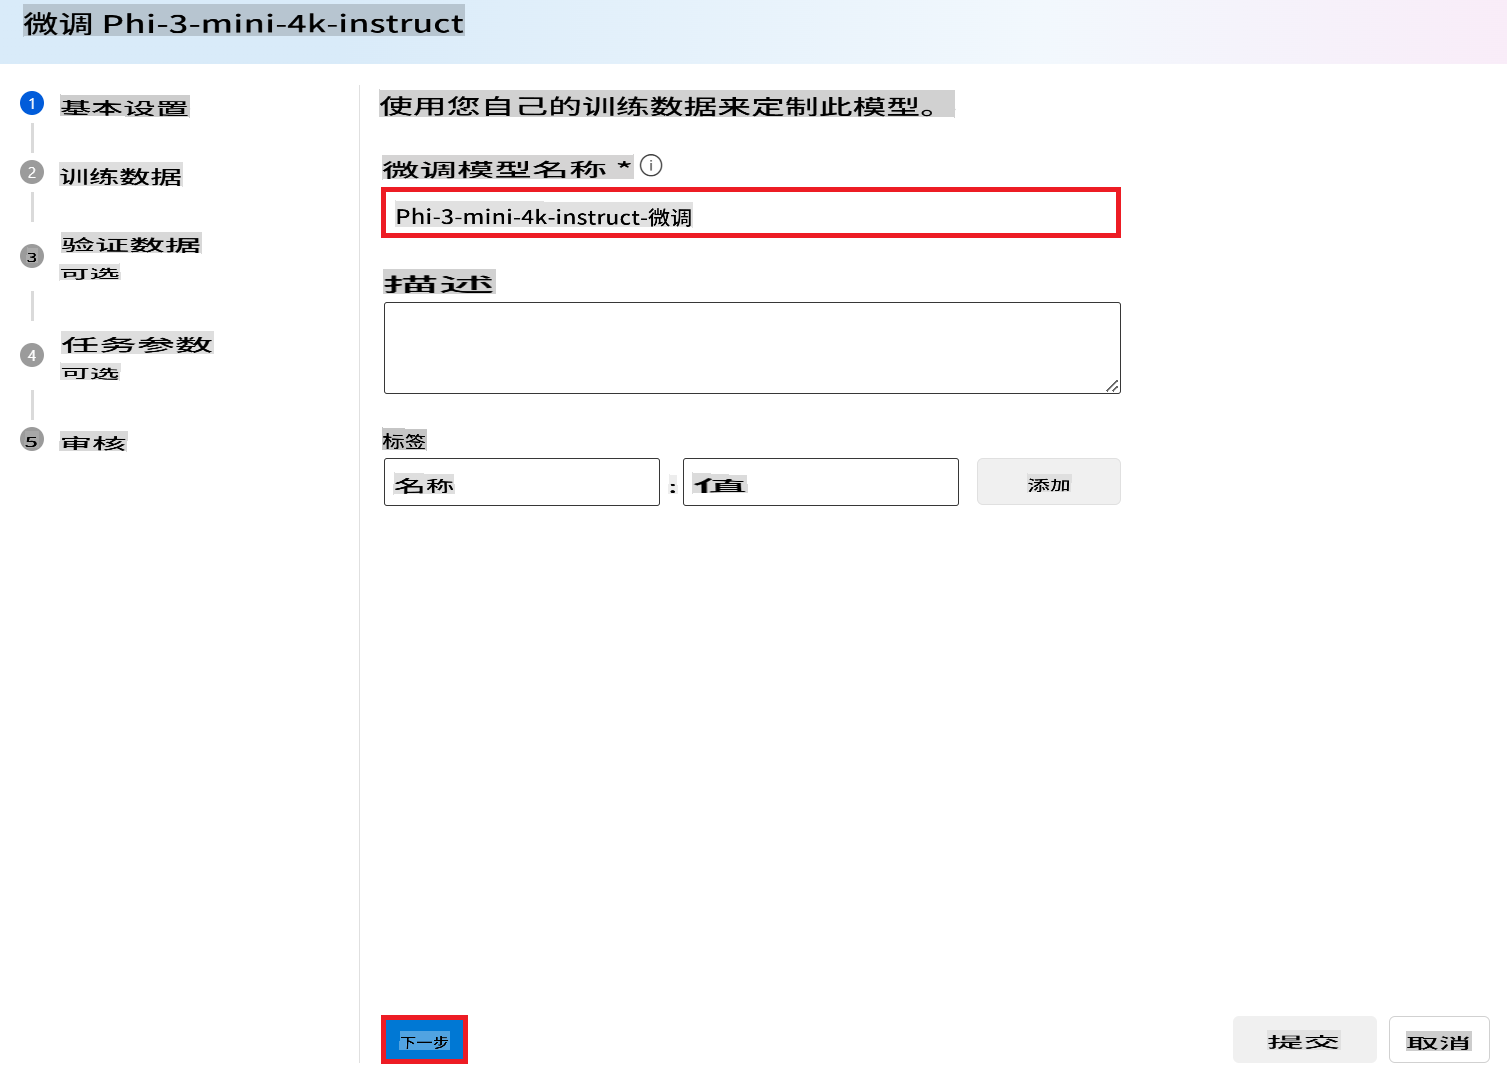 微调 Phi-3-mini-4k-instruct
1 基本设置
2 训练数据
3 验证数据
可选
4 任务参数
可选
5 审核
使用您自己的训练数据来定制此模型。
微调模型名称 *
Phi-3-mini-4k-instruct-微调
描述
标签
名称 : 值 添加
下一步 提交 取消